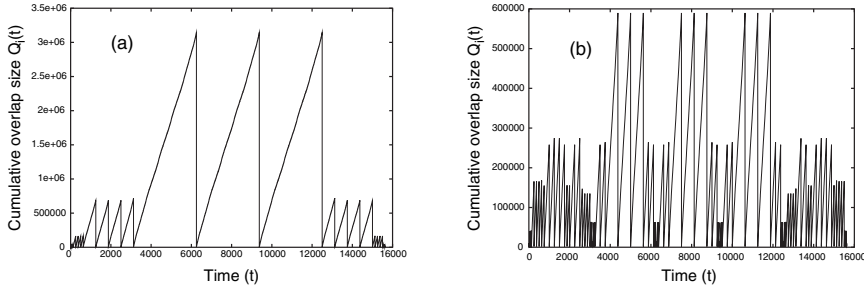 3.5e+06
3e+06
2.5e+06
2e+06
1.5e+06
1e+06
500000
0
(a)
Cumulative overlap size Qi(t)
0 2000 4000 6000 8000 10000 12000 14000 16000
Time (t)
600000
500000
400000
300000
200000
100000
0
(b)
Cumulative overlap size Qi(t)
0 2000 4000 6000 8000 10000 12000 14000 16000
Time (t)